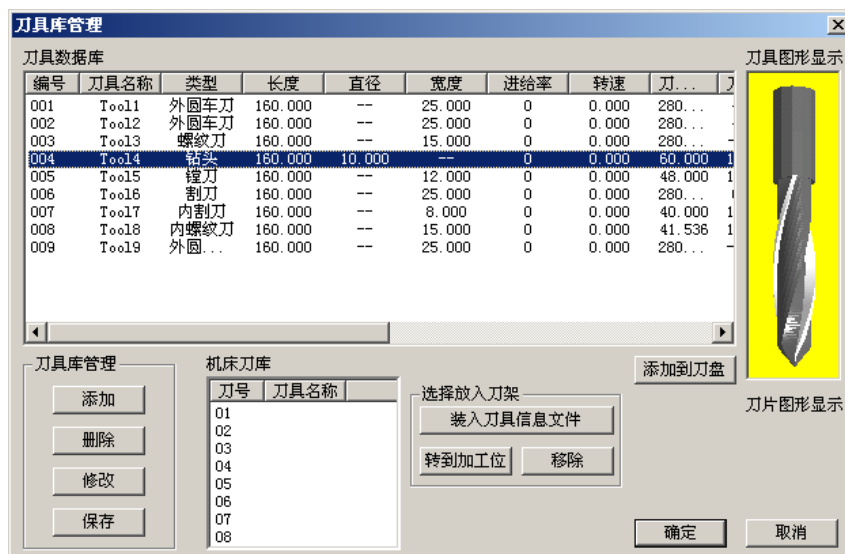 刀具库管理
刀具数据库
刀具图形显示
编号 刀具名称 类型 长度 直径 宽度 进给率 转速 刀...
001 Tool1 外圆车刀 160.000 -- 25.000 0 0.000 280...
002 Tool2 外圆车刀 160.000 -- 25.000 0 0.000 280...
003 Tool3 螺纹刀 160.000 -- 15.000 0 0.000 280...
004 Tool4 钻头 160.000 10.000 -- 0 0.000 60.000 1
005 Tool5 镗刀 160.000 -- 12.000 0 0.000 48.000 1
006 Tool6 割刀 160.000 -- 25.000 0 0.000 280...
007 Tool7 内割刀 160.000 -- 8.000 0 0.000 40.000 1
008 Tool8 内螺纹刀 160.000 -- 15.000 0 0.000 41.536 1
009 Tool9 外圆... 160.000 -- 25.000 0 0.000 280...
刀具库管理
添加
删除
修改
保存
机床刀库
刀号 刀具名称
01
02
03
04
05
06
07
08
添加到刀盘
选择放入刀架
装入刀具信息文件
转到加工位 移除
刀片图形显示
确定 取消